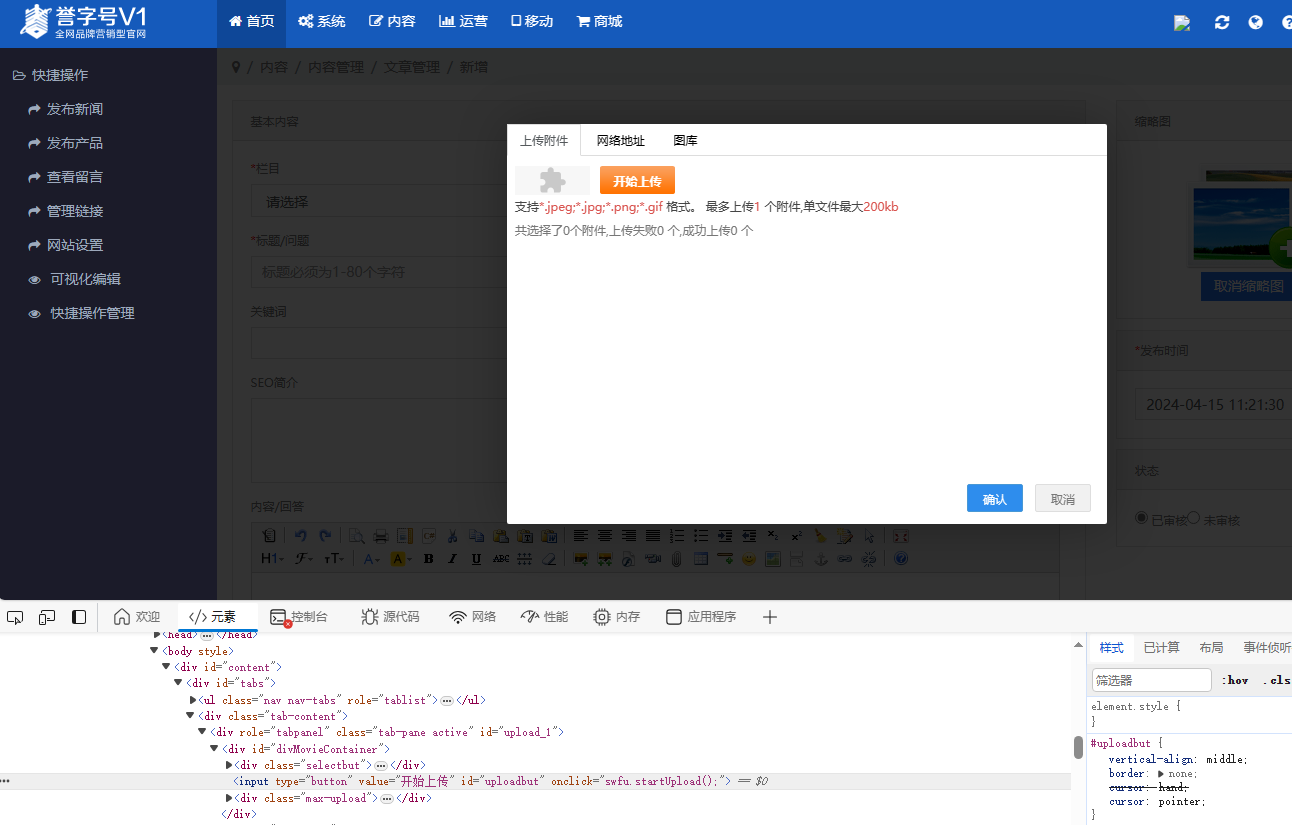 誉字号V1
全网品牌营销型官网
首页 系统 内容 运营 移动 商城
快捷操作
发布新闻
发布产品
查看留言
管理链接
网站设置
可视化编辑
快捷操作管理
/ 内容 / 内容管理 / 文章管理 / 新增
基本内容
*栏目
请选择
*标题/问题
标题必须为1-80个字符
关键词
SEO简介
内容/回答
上传附件 网络地址 图库
开始上传
支持*.jpeg;*.jpg;*.png;*.gif 格式。 最多上传1 个附件,单文件最大200kb
共选择了0个附件,上传失败0 个,成功上传0 个
确认 取消
缩略图
取消缩略图
*发布时间
2024-04-15 11:21:30
状态
已审核 未审核
H1 F T A A B I U ABC
欢迎 </> 元素 控制台 源代码 网络 性能 内存 应用程序
<head> </head>
<body style>
<div id="content">
<div id="tabs">
<ul class="nav nav-tabs" role="tablist"> </ul>
<div class="tab-content">
<div role="tabpanel" class="tab-pane active" id="upload_1">
<div id="divMovieContainer">
<div class="selectbut"> </div>
<input type="button" value="开始上传" id="uploadbut" onclick="swfu.startUpload();"> == $0
<div class="max-upload"> </div>
</div>
样式 已计算 布局 事件侦听
筛选器 :hov .cls
element.style {
}
#uploadbut {
vertical-align: middle;
border: none;
cursor: hand;
cursor: pointer;
}